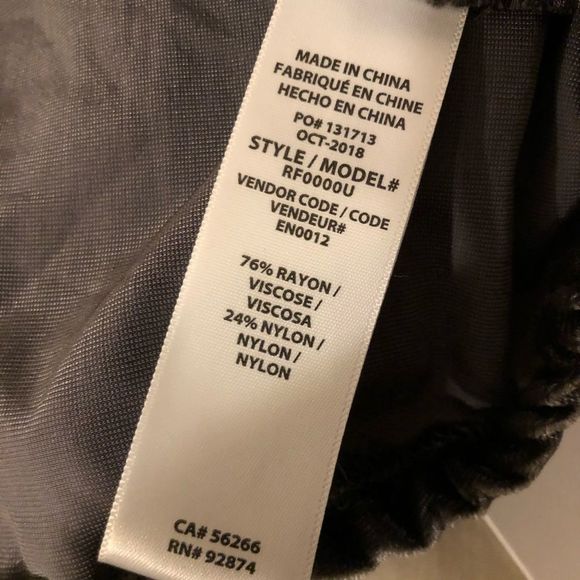 MADE IN CHINA
FABRIQUÉ EN CHINE
HECHO EN CHINA
PO# 131713
OCT-2018
STYLE / MODEL#
RF0000U
VENDOR CODE / CODE
VENDEUR#
EN0012
76% RAYON /
VISCOSE /
VISCOSA
24% NYLON /
NYLON /
NYLON
CA# 56266
RN# 92874